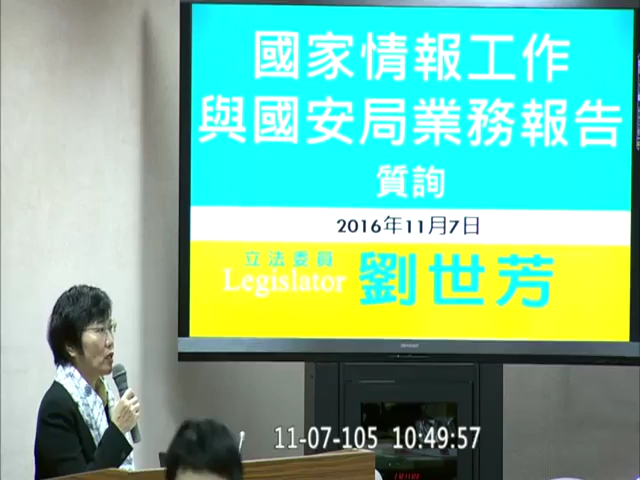 國家情報工作
與國安局業務報告
質詢
2016年11月7日
立法委員
Legislator
劉世芳
11-07-105 10:49:57